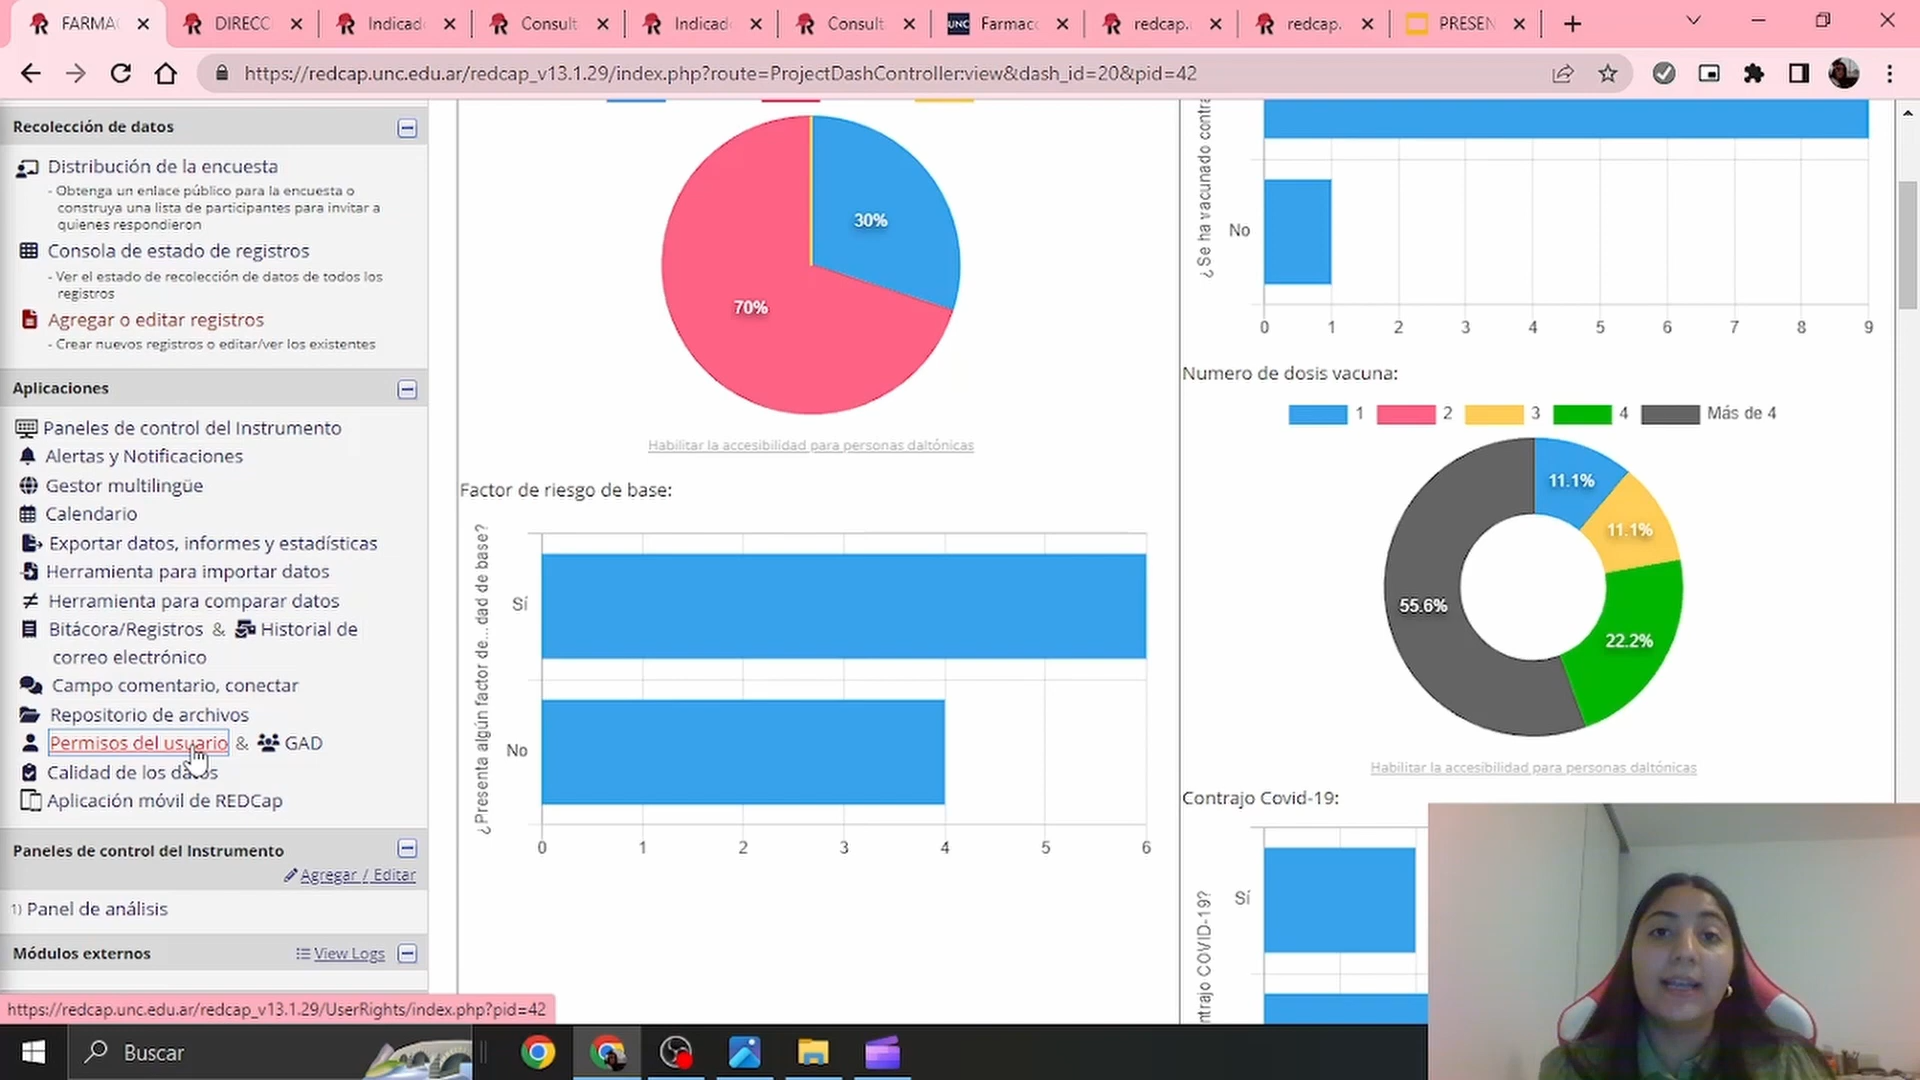 FARMA
DIRECC
Indicad
Consult
Indicad
Consult
UNC Farmac
redcap.
redcap.
PRESEN
https://redcap.unc.edu.ar/redcap_v13.1.29/index.php?route=ProjectDashController:view&dash_id=20&pid=42
Recolección de datos
Distribución de la encuesta
- Obtenga un enlace público para la encuesta o
construya una lista de participantes para invitar a
quienes respondieron
Consola de estado de registros
- Ver el estado de recolección de datos de todos los
registros
Agregar o editar registros
- Crear nuevos registros o editar/ver los existentes
Aplicaciones
Paneles de control del Instrumento
Alertas y Notificaciones
Gestor multilingüe
Calendario
Exportar datos, informes y estadísticas
Herramienta para importar datos
Herramienta para comparar datos
Bitácora/Registros & Historial de
correo electrónico
Campo comentario, conectar
Repositorio de archivos
Permisos del usuario & GAD
Calidad de los datos
Aplicación móvil de REDCap
Paneles de control del Instrumento
Agregar / Editar
1) Panel de análisis
Módulos externos
View Logs
https://redcap.unc.edu.ar/redcap_v13.1.29/UserRights/index.php?pid=42
30%
70%
Habilitar la accesibilidad para personas daltónicas
Factor de riesgo de base:
¿Presenta algún factor de... dad de base?
Sí
No
0 1 2 3 4 5 6
¿Se ha vacunado contra
No
0 1 2 3 4 5 6 7 8 9
Numero de dosis vacuna:
1 2 3 4 Más de 4
11.1%
11.1%
22.2%
55.6%
Habilitar la accesibilidad para personas daltónicas
Contrajo Covid-19:
ntrajo COVID-19?
Sí
Buscar